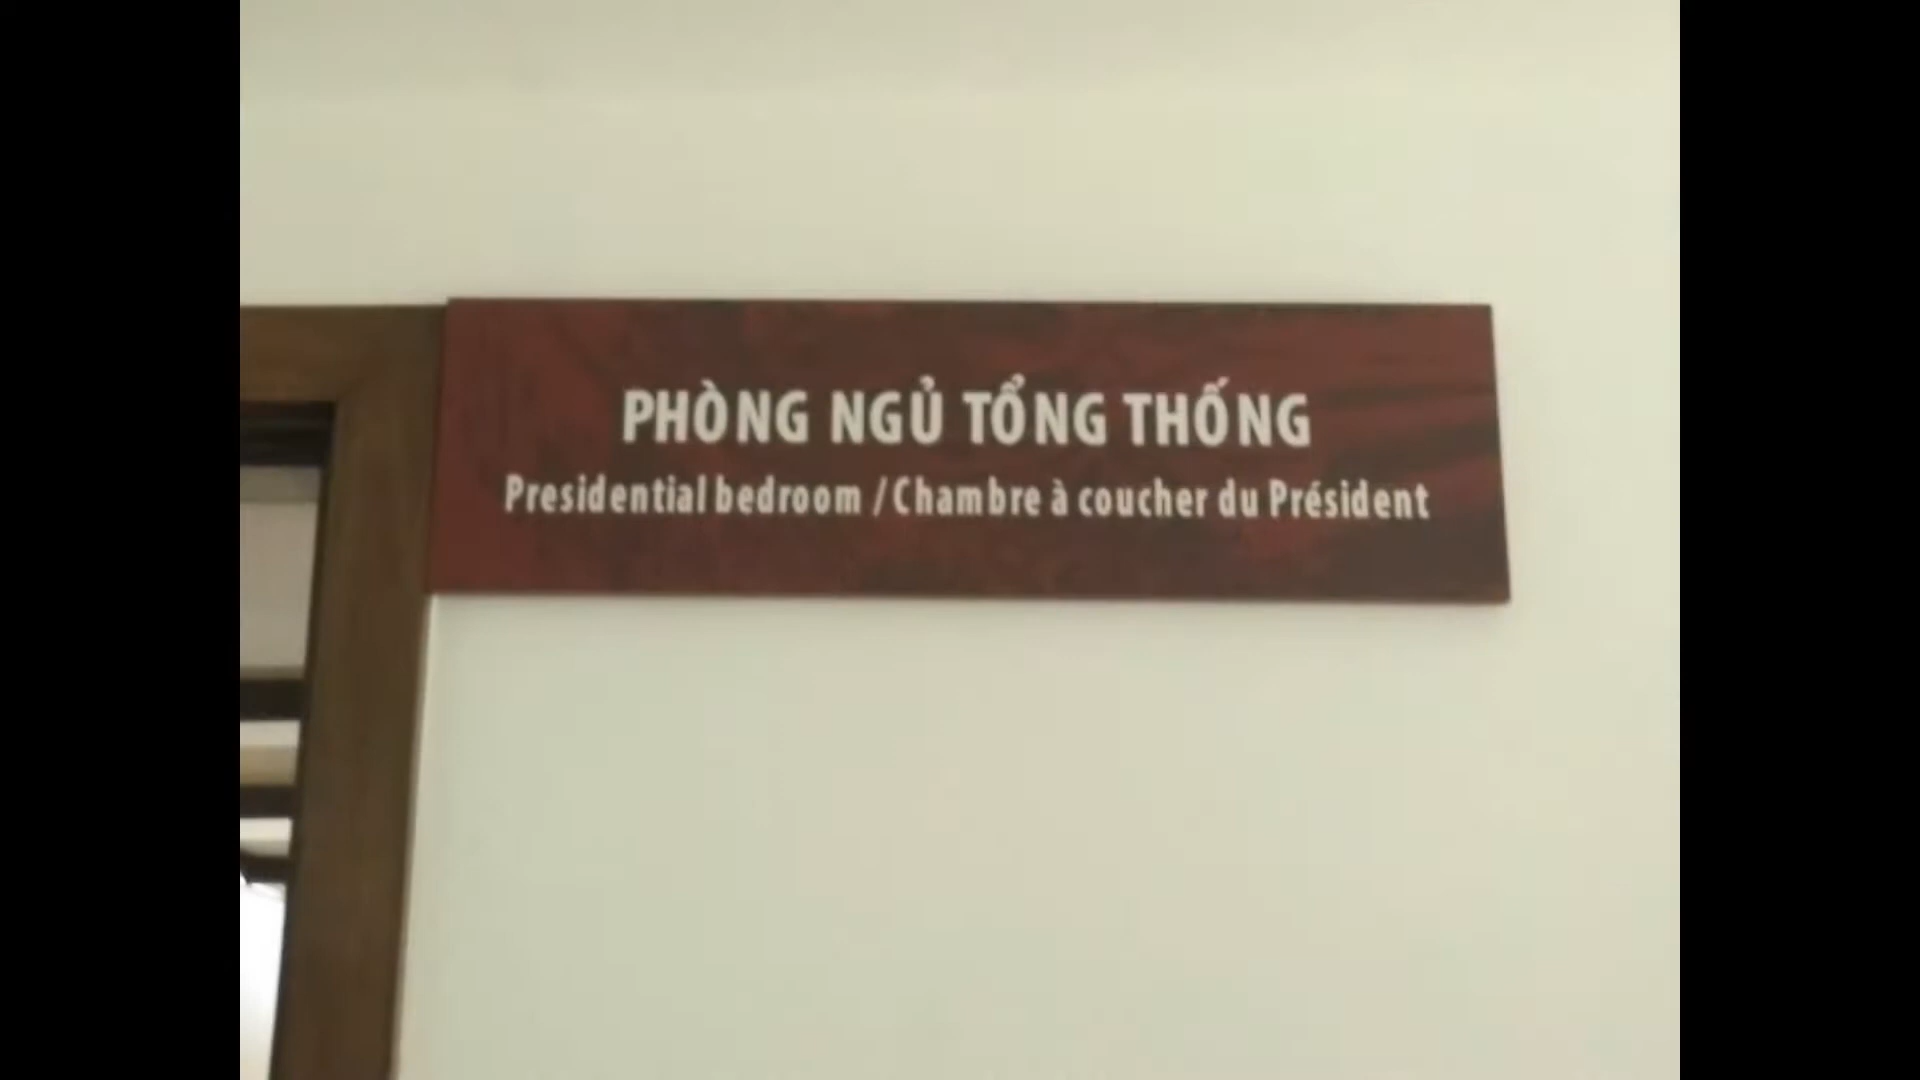 PHÒNG NGỦ TỔNG THỐNG
Presidential bedroom / Chambre à coucher du Président